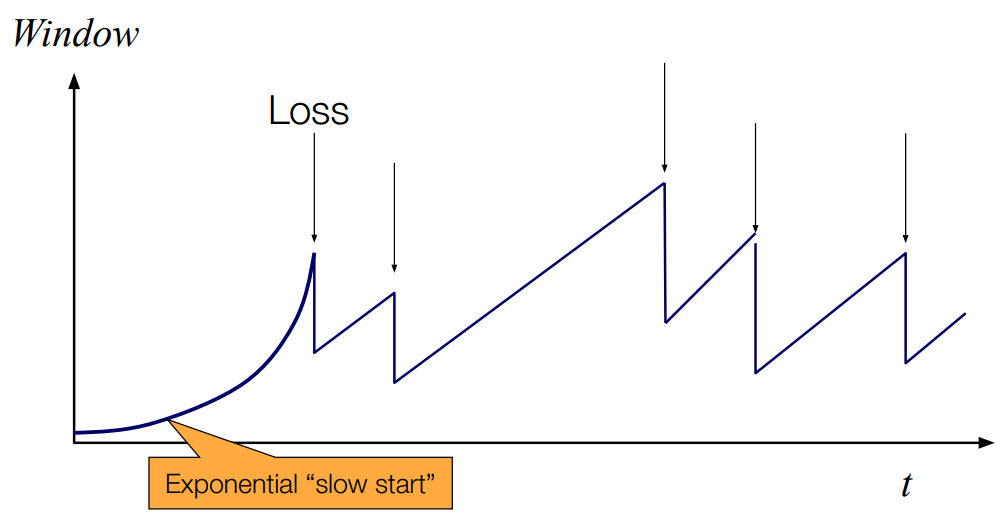 Window
Loss
Exponential “slow start”
t